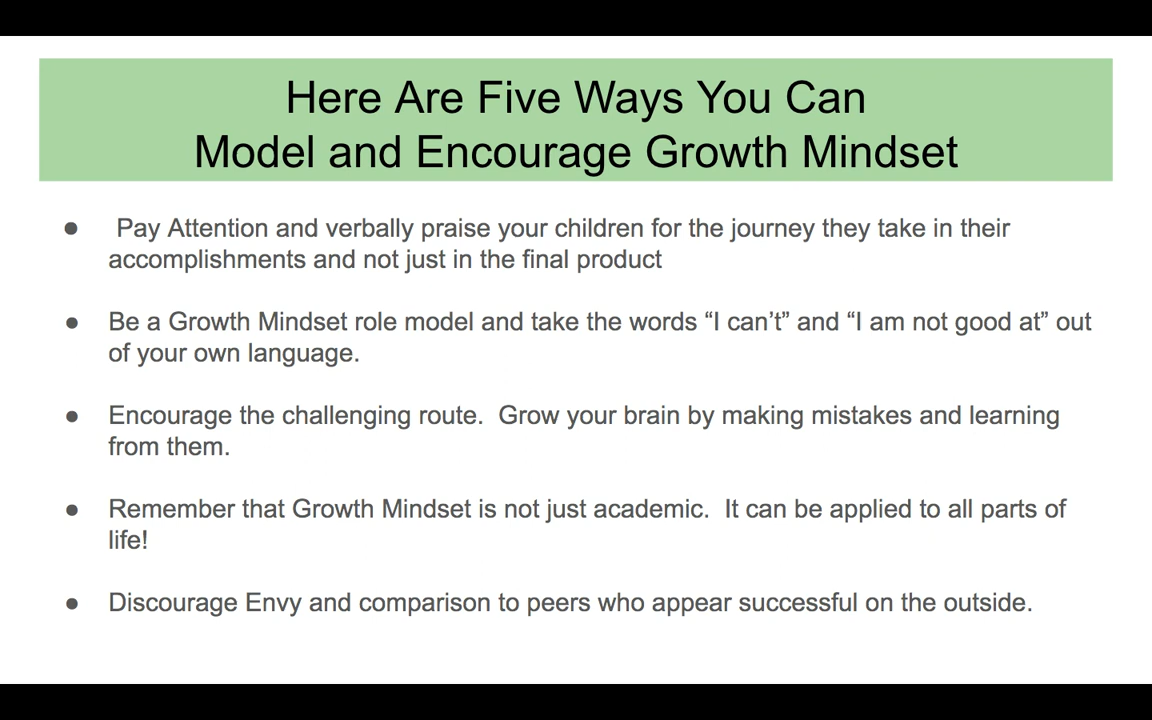 Here Are Five Ways You Can
Model and Encourage Growth Mindset
● Pay Attention and verbally praise your children for the journey they take in their
accomplishments and not just in the final product
● Be a Growth Mindset role model and take the words “I can’t” and “I am not good at” out
of your own language.
● Encourage the challenging route.  Grow your brain by making mistakes and learning
from them.
● Remember that Growth Mindset is not just academic.  It can be applied to all parts of
life!
● Discourage Envy and comparison to peers who appear successful on the outside.